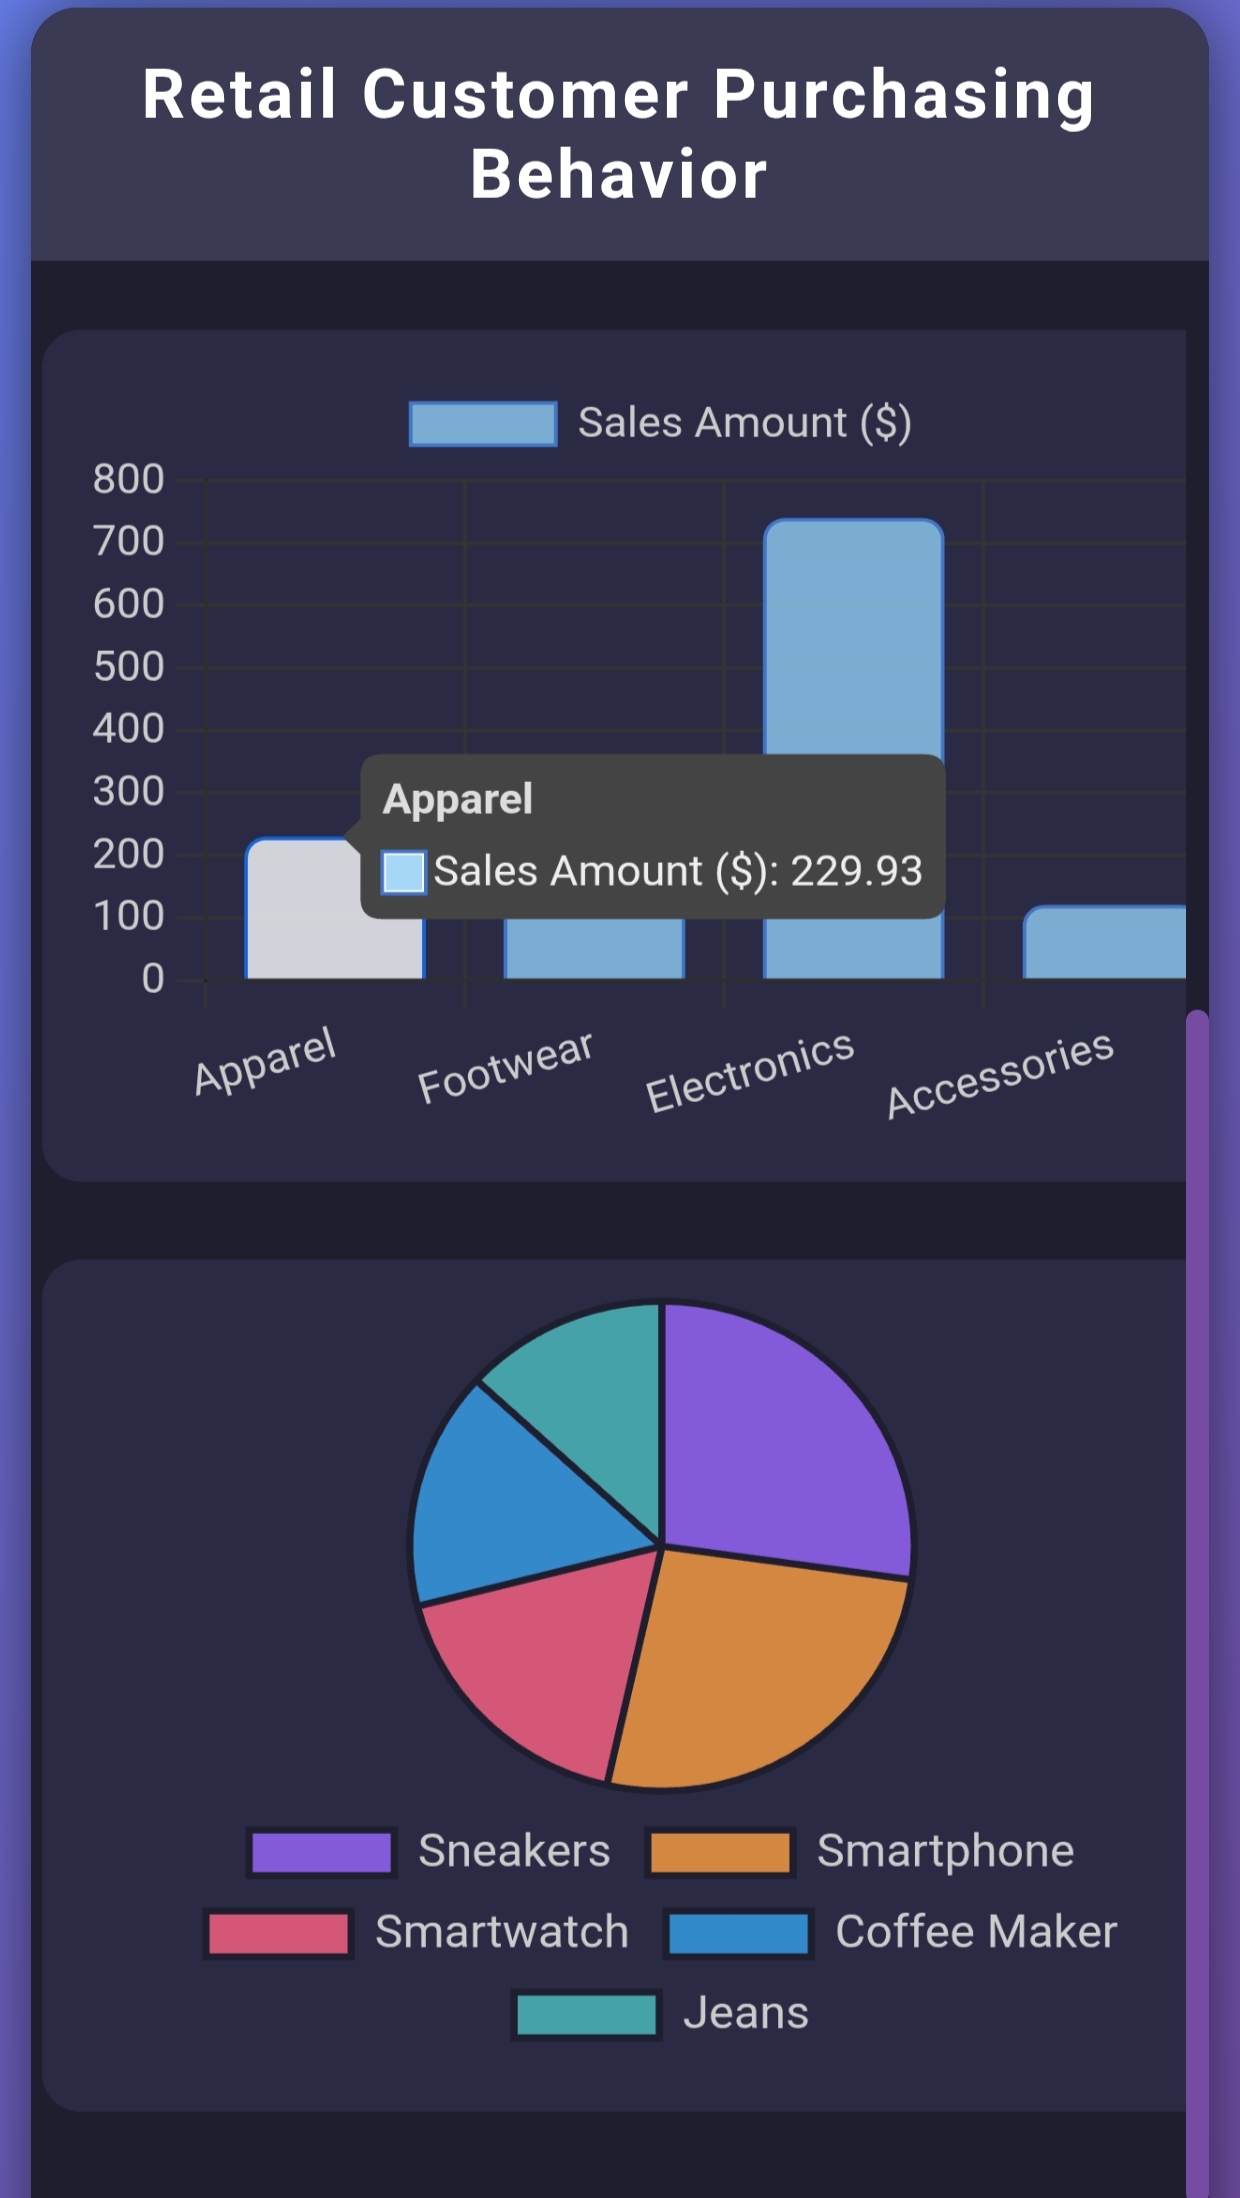 Retail Customer Purchasing
Behavior
Sales Amount ($)
800
700
600
500
400
300
200
100
0
Apparel
Sales Amount ($): 229.93
Apparel
Footwear
Electronics
Accessories
Sneakers
Smartphone
Smartwatch
Coffee Maker
Jeans